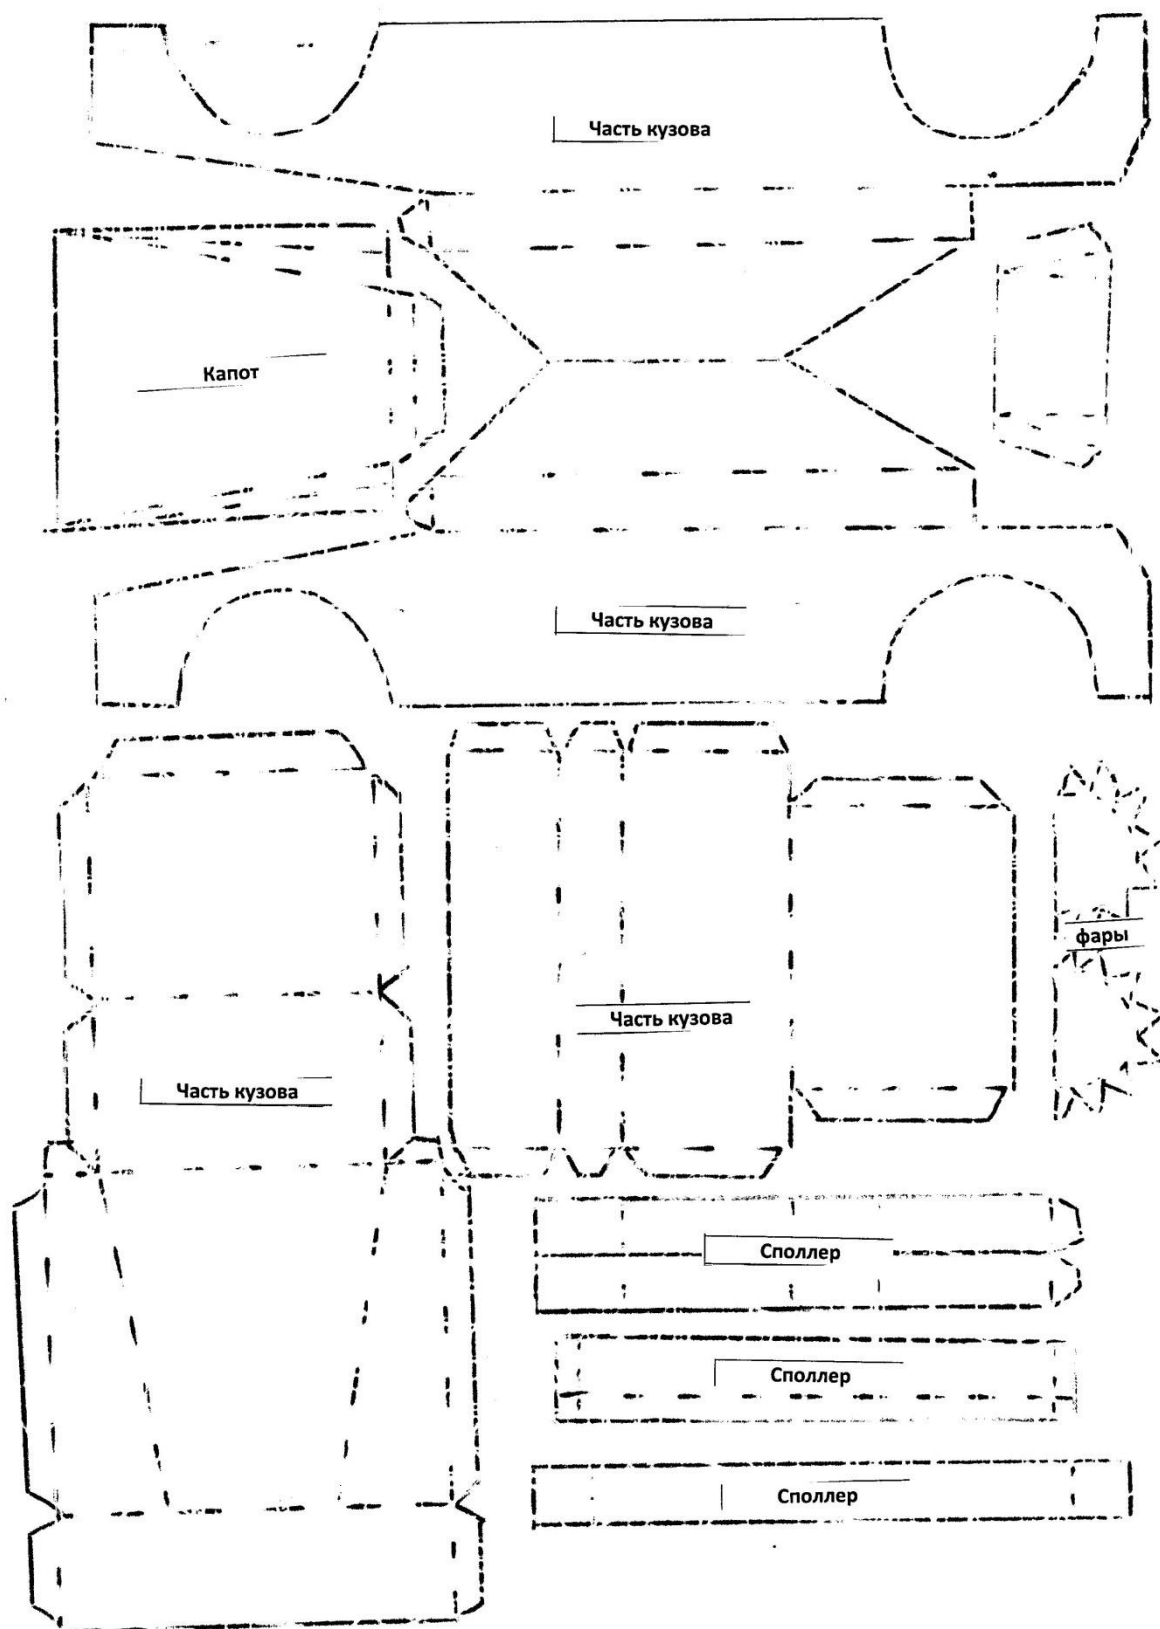 Часть кузова
Капот
Часть кузова
фары
Часть кузова
Часть кузова
Споллер
Споллер
Споллер